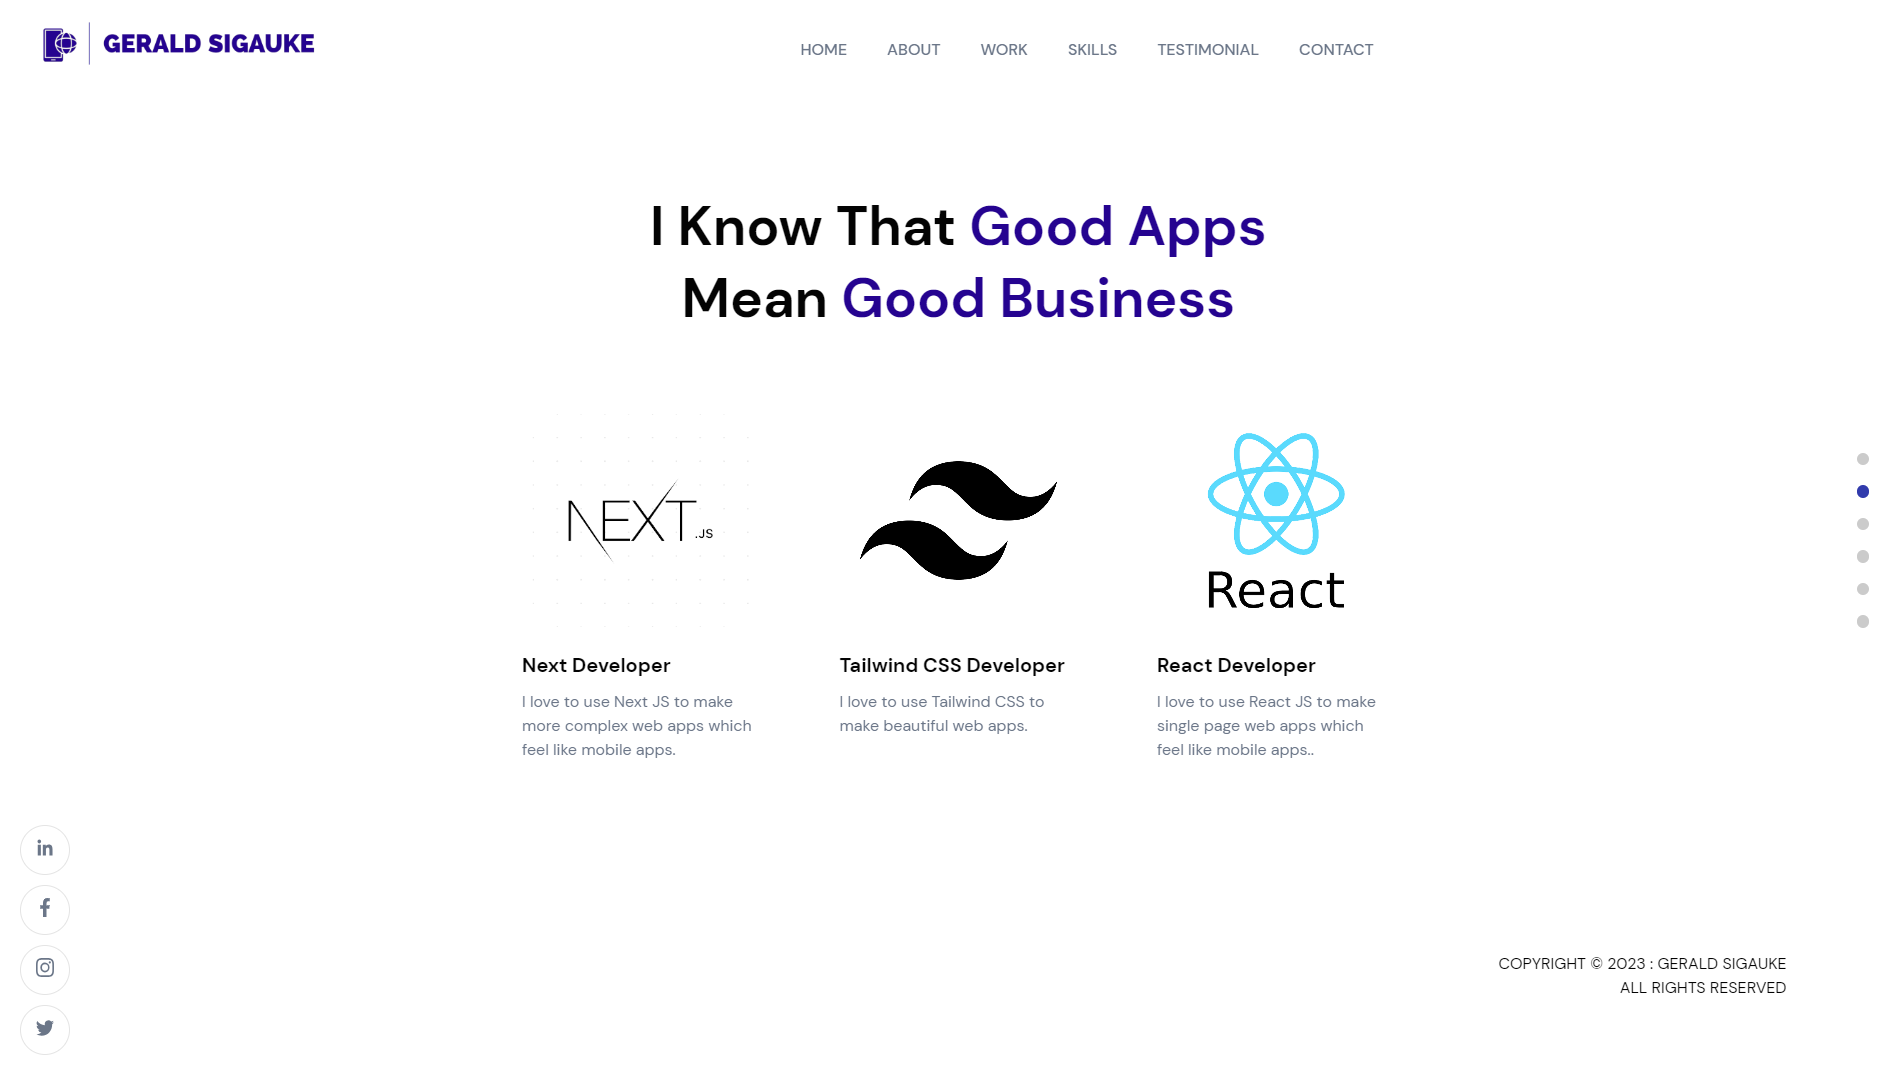 GERALD SIGAUKE
HOME ABOUT WORK SKILLS TESTIMONIAL CONTACT
I Know That Good Apps
Mean Good Business
NEXT.JS
React
Next Developer
I love to use Next JS to make
more complex web apps which
feel like mobile apps.
Tailwind CSS Developer
I love to use Tailwind CSS to
make beautiful web apps.
React Developer
I love to use React JS to make
single page web apps which
feel like mobile apps..
in
f
COPYRIGHT © 2023 : GERALD SIGAUKE
ALL RIGHTS RESERVED